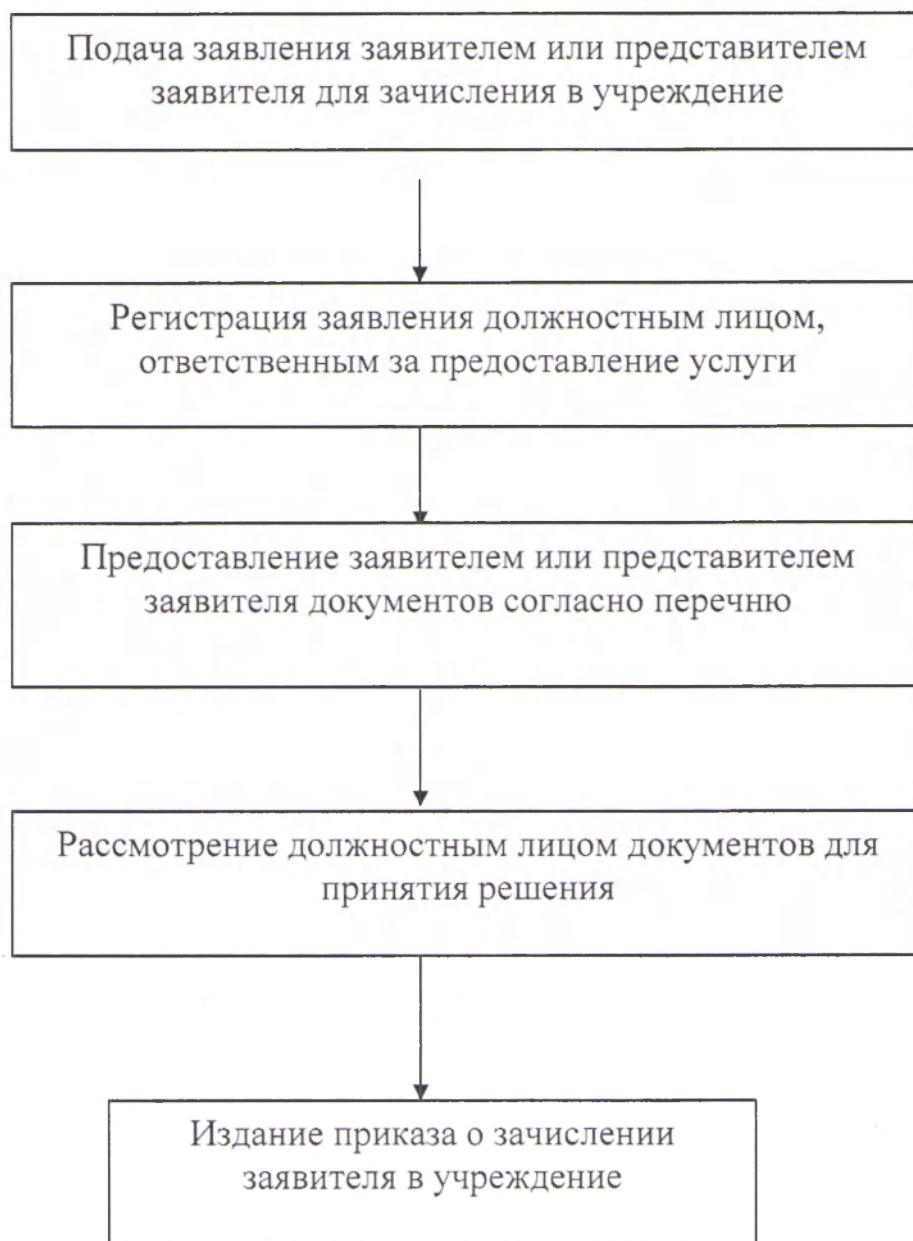 Подача заявления заявителем или представителем
заявителя для зачисления в учреждение
Регистрация заявления должностным лицом,
ответственным за предоставление услуги
Предоставление заявителем или представителем
заявителя документов согласно перечню
Рассмотрение должностным лицом документов для
принятия решения
Издание приказа о зачислении
заявителя в учреждение